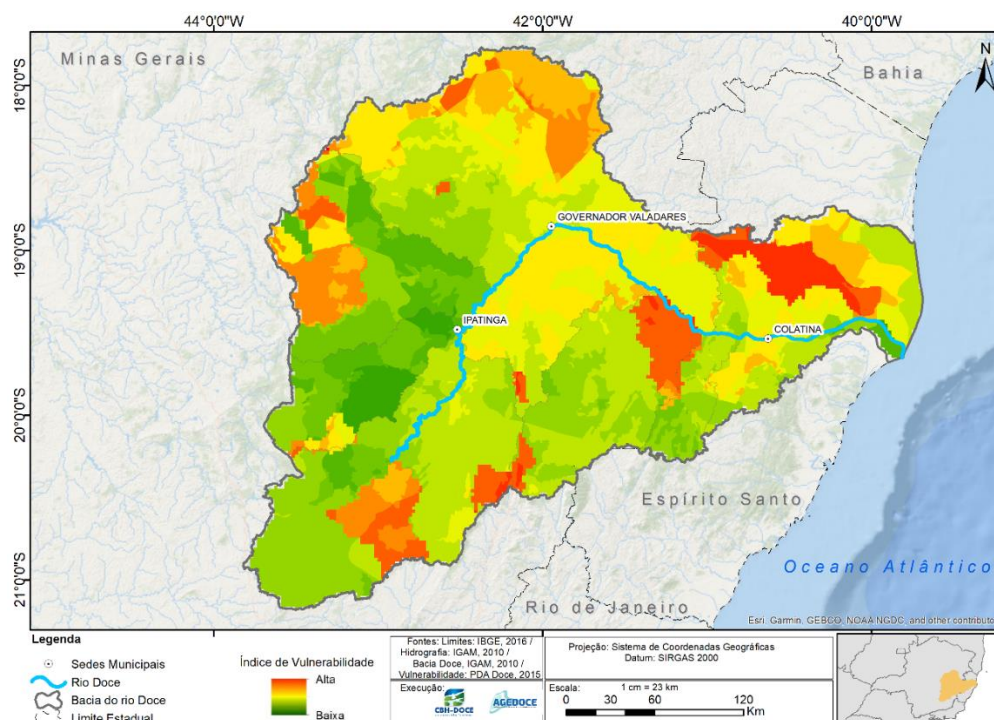 44°0'0"W
42°0'0"W
40°0'0"W
Minas Gerais
Bahia
N
18°0'0"S
GOVERNADOR VALADARES
19°0'0"S
IPATINGA
COLATINA
20°0'0"S
Espírito Santo
Oceano Atlântico
21°0'0"S
Rio de Janeiro
Esri, Garmin, GEBCO, NOAA NGDC, and other contributo
Legenda
Sedes Municipais
Rio Doce
Bacia do rio Doce
Limite Estadual
Índice de Vulnerabilidade
Alta
Baixa
Fontes: Limites: IBGE, 2016 /
Hidrografia: IGAM, 2010 /
Bacia Doce, IGAM, 2010 /
Vulnerabilidade: PDA Doce, 2015
Execução:
CBH-DOCE
AGEDOCE
Projeção: Sistema de Coordenadas Geográficas
Datum: SIRGAS 2000
Escala:
1 cm = 23 km
0 30 60 120
Km